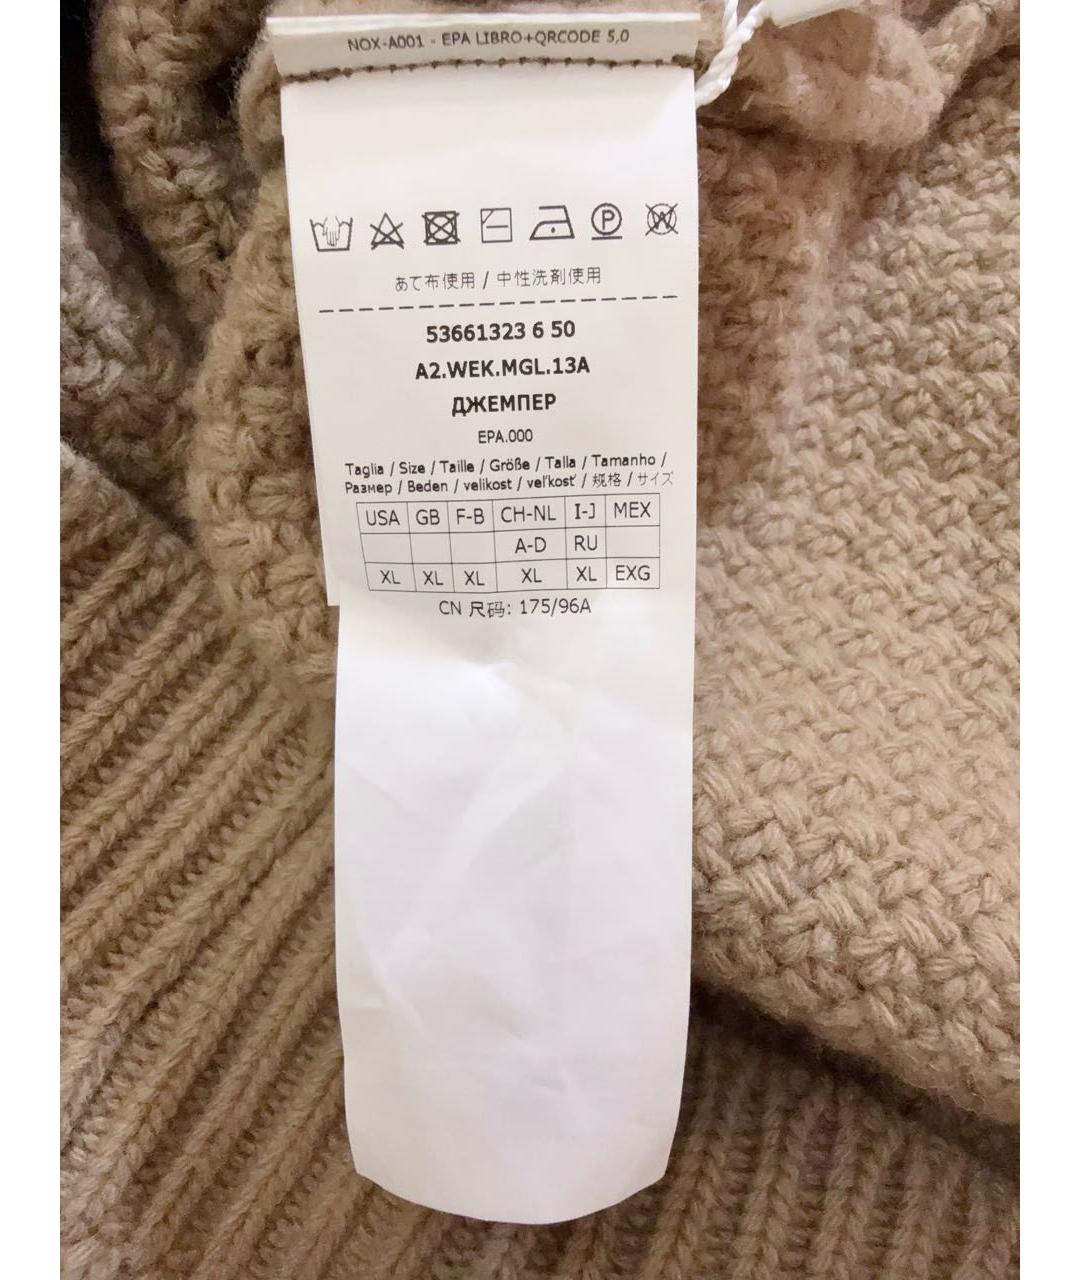 NOX-A001 - EPA LIBRO+QRCODE 5,0
P W
あて布使用 / 中性洗剤使用
53661323 6 50
A2.WEK.MGL.13A
ДЖЕМПЕР
EPA.000
Taglia / Size / Taille / Größe / Talla / Tamanho /
Размер / Beden / velikost / veľkosť / 规格 / サイズ
USA GB F-B CH-NL I-J MEX
A-D RU
XL XL XL XL XL EXG
CN 尺码: 175/96A